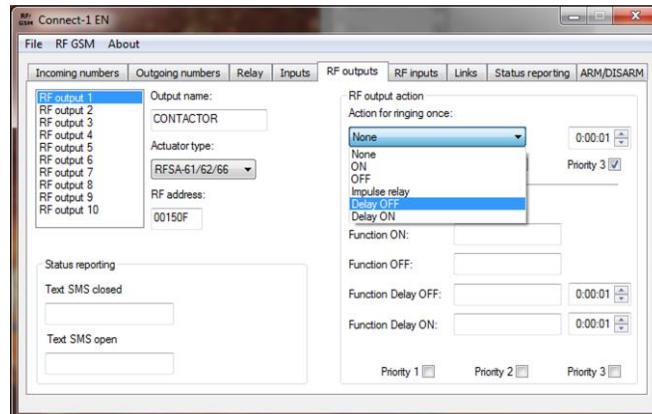 RF/GSM Connect-1 EN
File RF GSM About
Incoming numbers Outgoing numbers Relay Inputs RF outputs RF inputs Links Status reporting ARM/DISARM
RF output 1
RF output 2
RF output 3
RF output 4
RF output 5
RF output 6
RF output 7
RF output 8
RF output 9
RF output 10
Output name:
CONTACTOR
Actuator type:
RFSA-61/62/66
RF address:
00150F
Status reporting
Text SMS closed
Text SMS open
RF output action
Action for ringing once:
None 0:00:01
None
ON
OFF
Impulse relay
Delay OFF
Delay ON
Priority 3
Function ON:
Function OFF:
Function Delay OFF: 0:00:01
Function Delay ON: 0:00:01
Priority 1 Priority 2 Priority 3